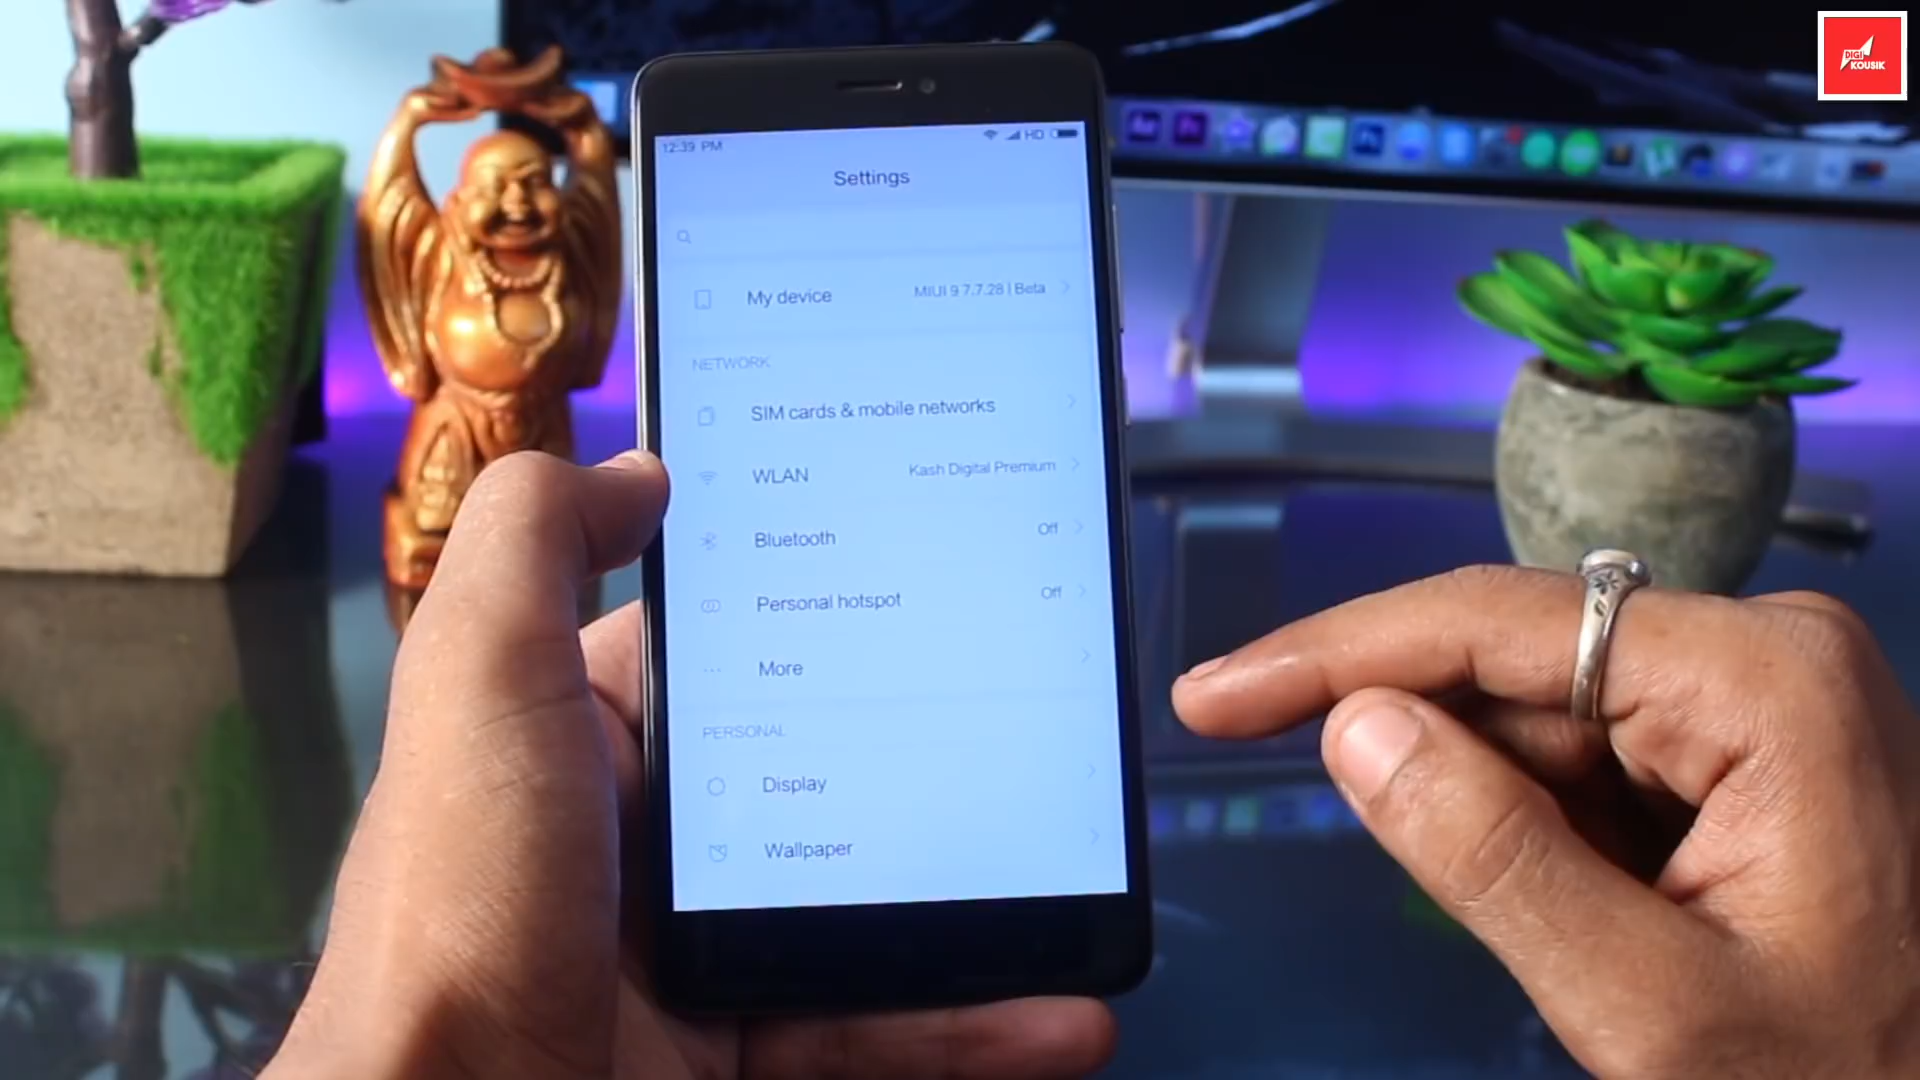 DIGI
KOUSIK
12:39 PM
HD
Settings
My device MIUI 9 7.7.28 | Beta
NETWORK
SIM cards & mobile networks
WLAN Kash Digital Premium
Bluetooth Off
Personal hotspot Off
More
PERSONAL
Display
Wallpaper